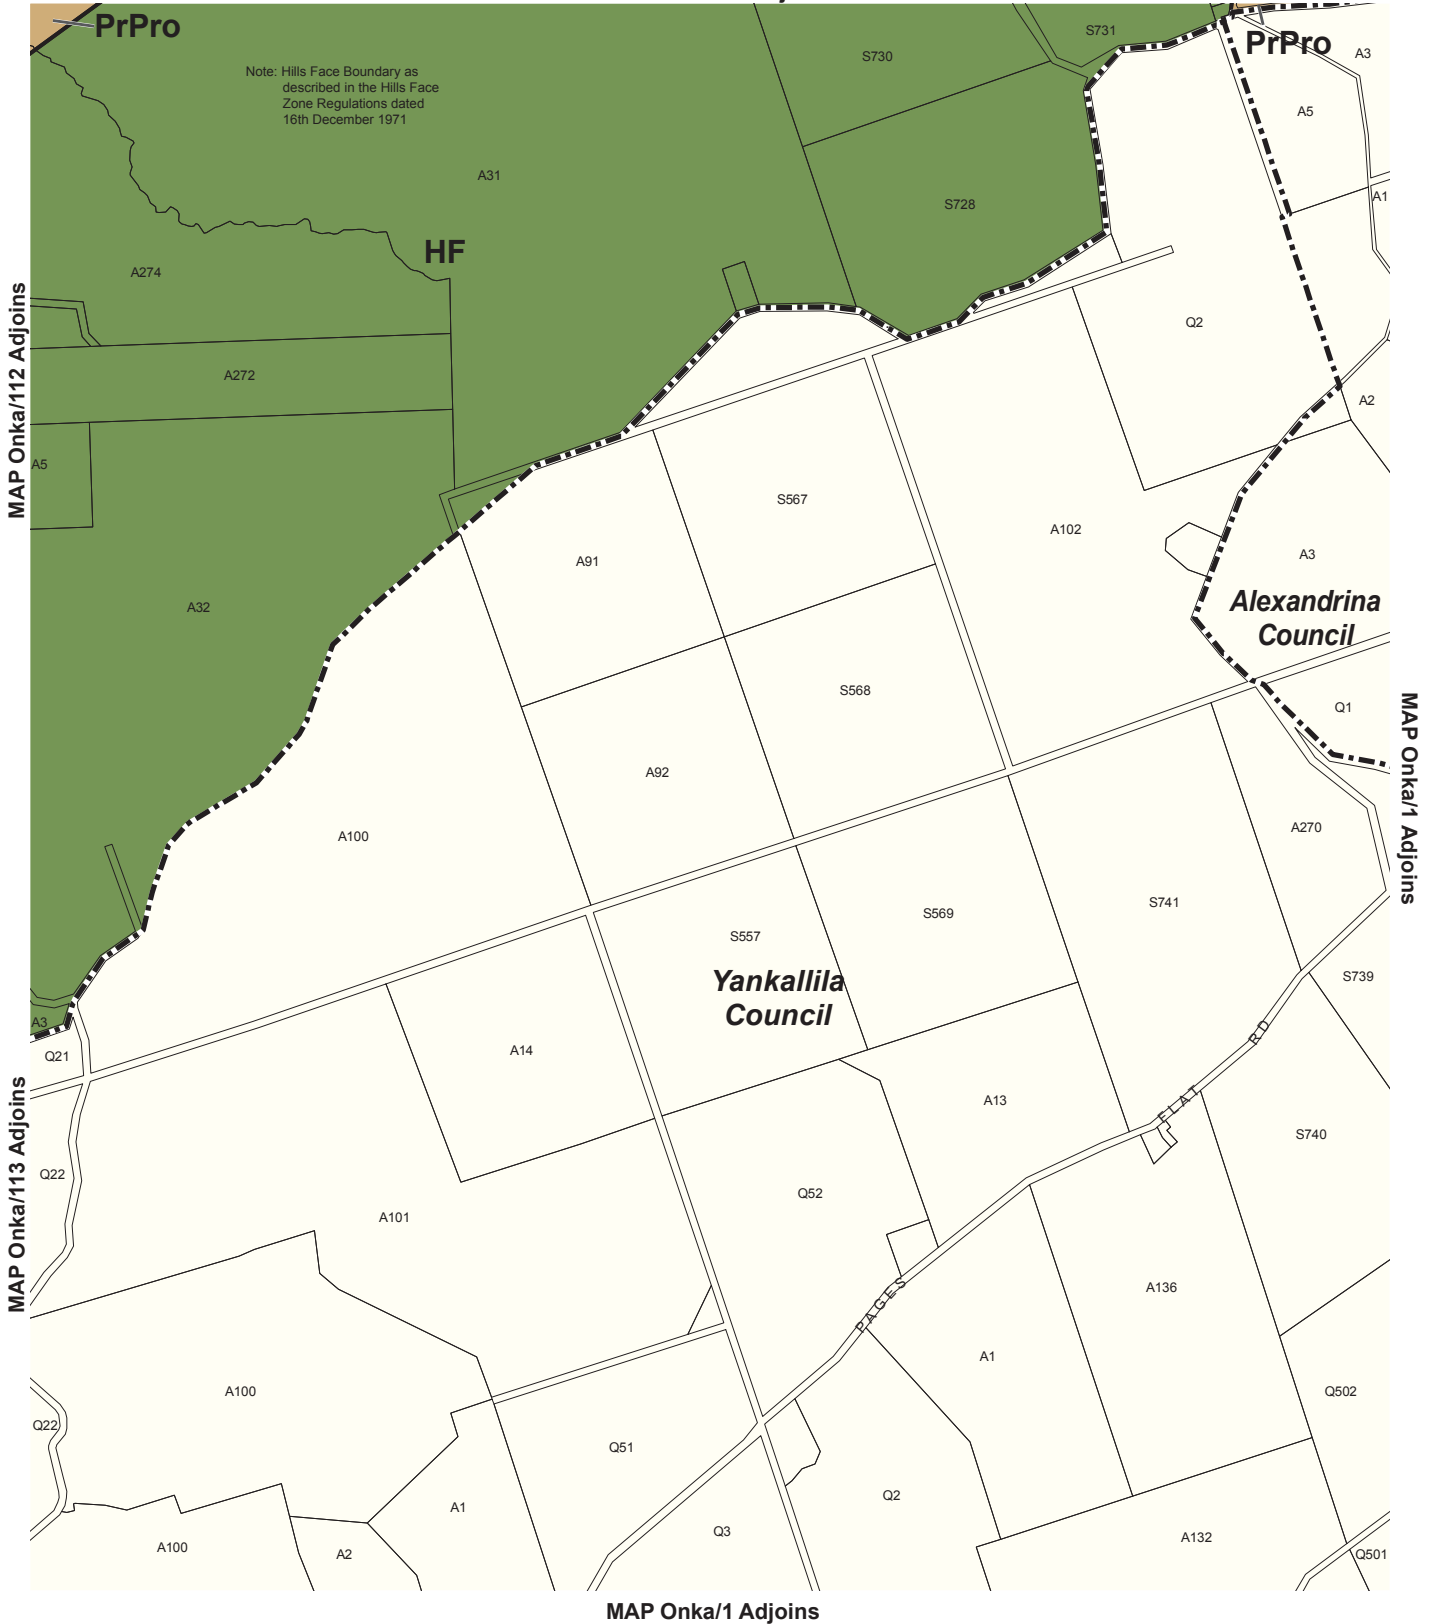 PrPro
Note: Hills Face Boundary as
described in the Hills Face
Zone Regulations dated
16th December 1971
S730
S731
PrPro
A3
A5
A31
S728
A1
HF
A274
MAP Onka/112 Adjoins
Q2
A272
A2
A5
S567
A102
A91
A3
Alexandrina
Council
A32
S568
Q1
MAP Onka/1 Adjoins
A92
A100
A270
S741
S569
S557
Yankallila
Council
S739
A3
RD
Q21
A14
A13
FLAT
S740
MAP Onka/113 Adjoins
Q22
Q52
A101
A136
PAGES
A1
A100
Q502
Q22
Q51
Q2
A1
Q3
A132
A100
A2
Q501
MAP Onka/1 Adjoins